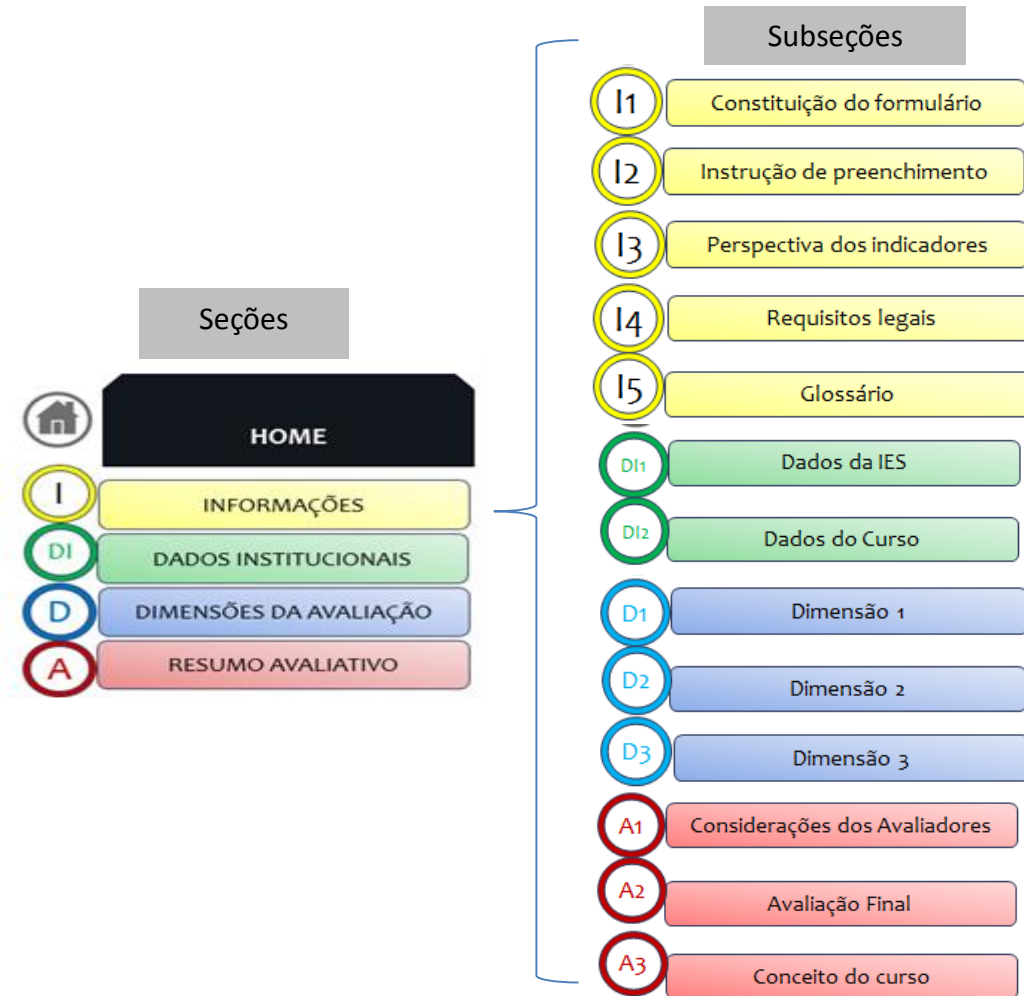 Seções
HOME
I
INFORMAÇÕES
DI
DADOS INSTITUCIONAIS
D
DIMENSÕES DA AVALIAÇÃO
A
RESUMO AVALIATIVO
Subseções
I1
Constituição do formulário
I2
Instrução de preenchimento
I3
Perspectiva dos indicadores
I4
Requisitos legais
I5
Glossário
DI1
Dados da IES
DI2
Dados do Curso
D1
Dimensão 1
D2
Dimensão 2
D3
Dimensão 3
A1
Considerações dos Avaliadores
A2
Avaliação Final
A3
Conceito do curso